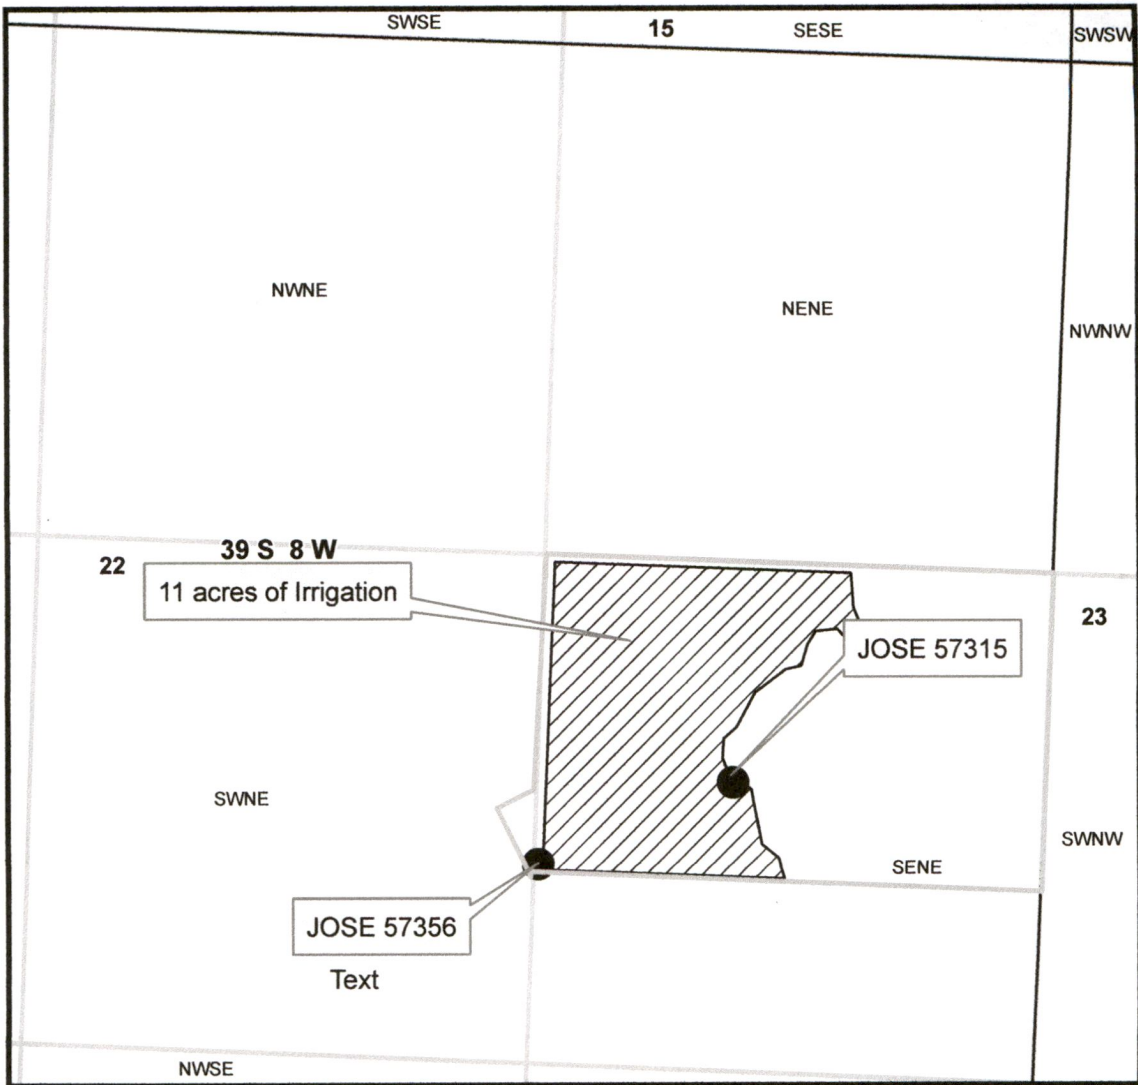 SWSE
15
SESE
SWSW
NWNE
NENE
NWNW
39 S 8 W
22
11 acres of Irrigation
23
JOSE 57315
SWNE
SWNW
SENE
JOSE 57356
Text
NWSE